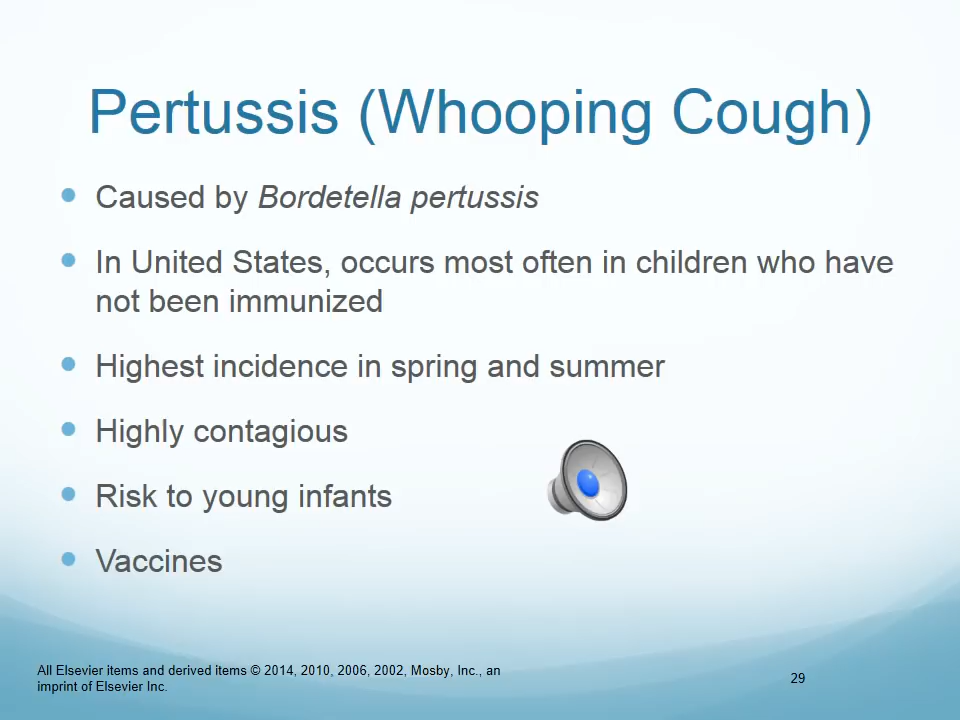 Pertussis (Whooping Cough)
Caused by Bordetella pertussis
In United States, occurs most often in children who have
not been immunized
Highest incidence in spring and summer
Highly contagious
Risk to young infants
Vaccines
All Elsevier items and derived items © 2014, 2010, 2006, 2002, Mosby, Inc., an
imprint of Elsevier Inc.
29